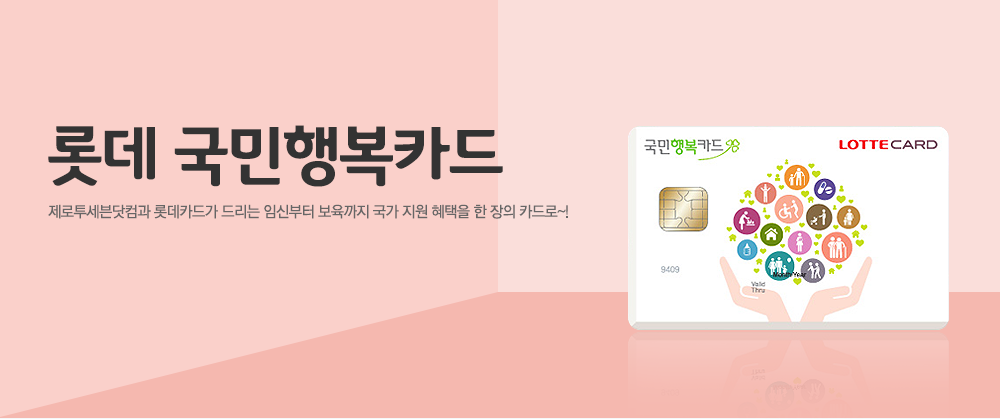 롯데 국민행복카드
제로투세븐닷컴과 롯데카드가 드리는 임신부터 보육까지 국가 지원 혜택을 한 장의 카드로~!
국민행복카드
LOTTECARD
9409
Month/Year
Valid
Thru